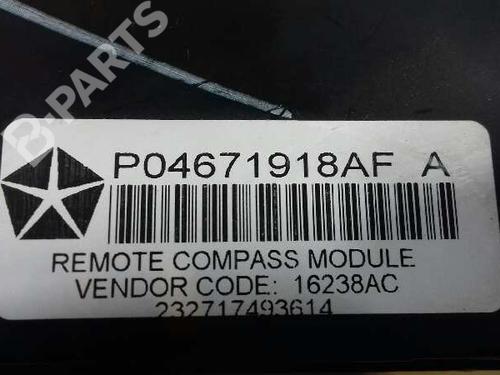 B-PARTS
P04671918AF A
REMOTE COMPASS MODULE
VENDOR CODE: 16238AC
232717493614